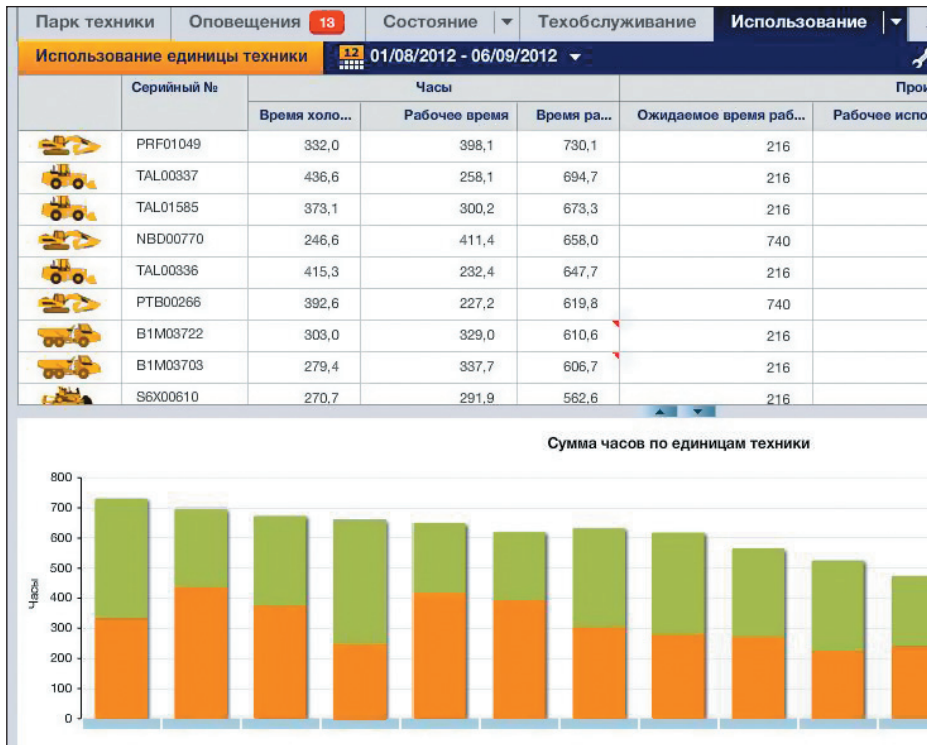 Парк техники Оповещения 13 Состояние Техобслуживание Использование
Использование единицы техники 12 01/08/2012 - 06/09/2012
Серийный № Часы
Время холо... Рабочее время Время ра... Ожидаемое время раб... Рабочее испо
PRF01049 332,0 398,1 730,1 216
TAL00337 436,6 258,1 694,7 216
TAL01585 373,1 300,2 673,3 216
NBD00770 246,6 411,4 658,0 740
TAL00336 415,3 232,4 647,7 216
PTB00266 392,6 227,2 619,8 740
B1M03722 303,0 329,0 610,6 216
B1M03703 279,4 337,7 606,7 216
S6X00610 270,7 291,9 562,6 216
Сумма часов по единицам техники
Часы
800
700
600
500
400
300
200
100
0